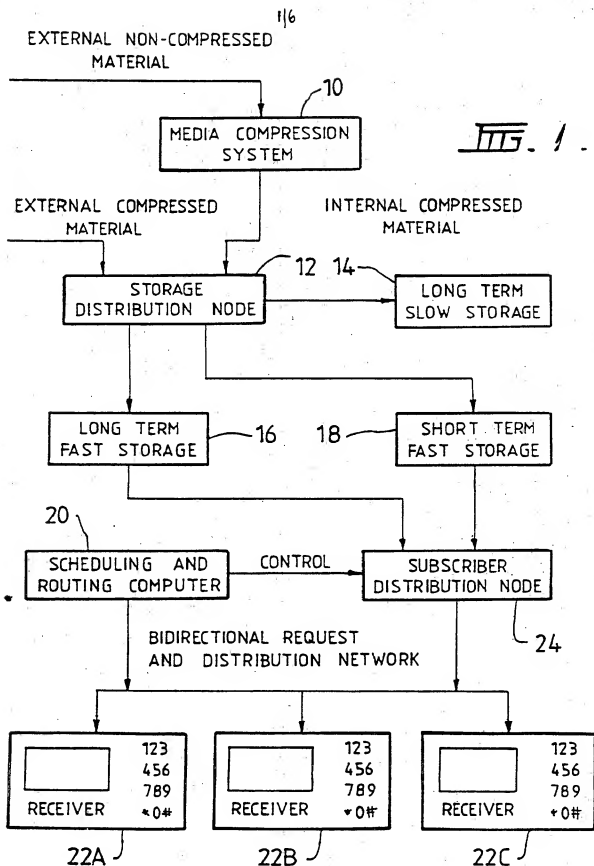 1/6
EXTERNAL NON-COMPRESSED
MATERIAL
10
MEDIA COMPRESSION
SYSTEM
FIG. 1.
EXTERNAL COMPRESSED
MATERIAL
INTERNAL COMPRESSED
MATERIAL
12
14
STORAGE
DISTRIBUTION NODE
LONG TERM
SLOW STORAGE
LONG TERM
FAST STORAGE
16
18
SHORT TERM
FAST STORAGE
20
SCHEDULING AND
ROUTING COMPUTER
CONTROL
SUBSCRIBER
DISTRIBUTION NODE
24
BIDIRECTIONAL REQUEST
AND DISTRIBUTION NETWORK
123
456
789
RECEIVER *0#
22A
123
456
789
RECEIVER *0#
22B
123
456
789
RECEIVER *0#
22C